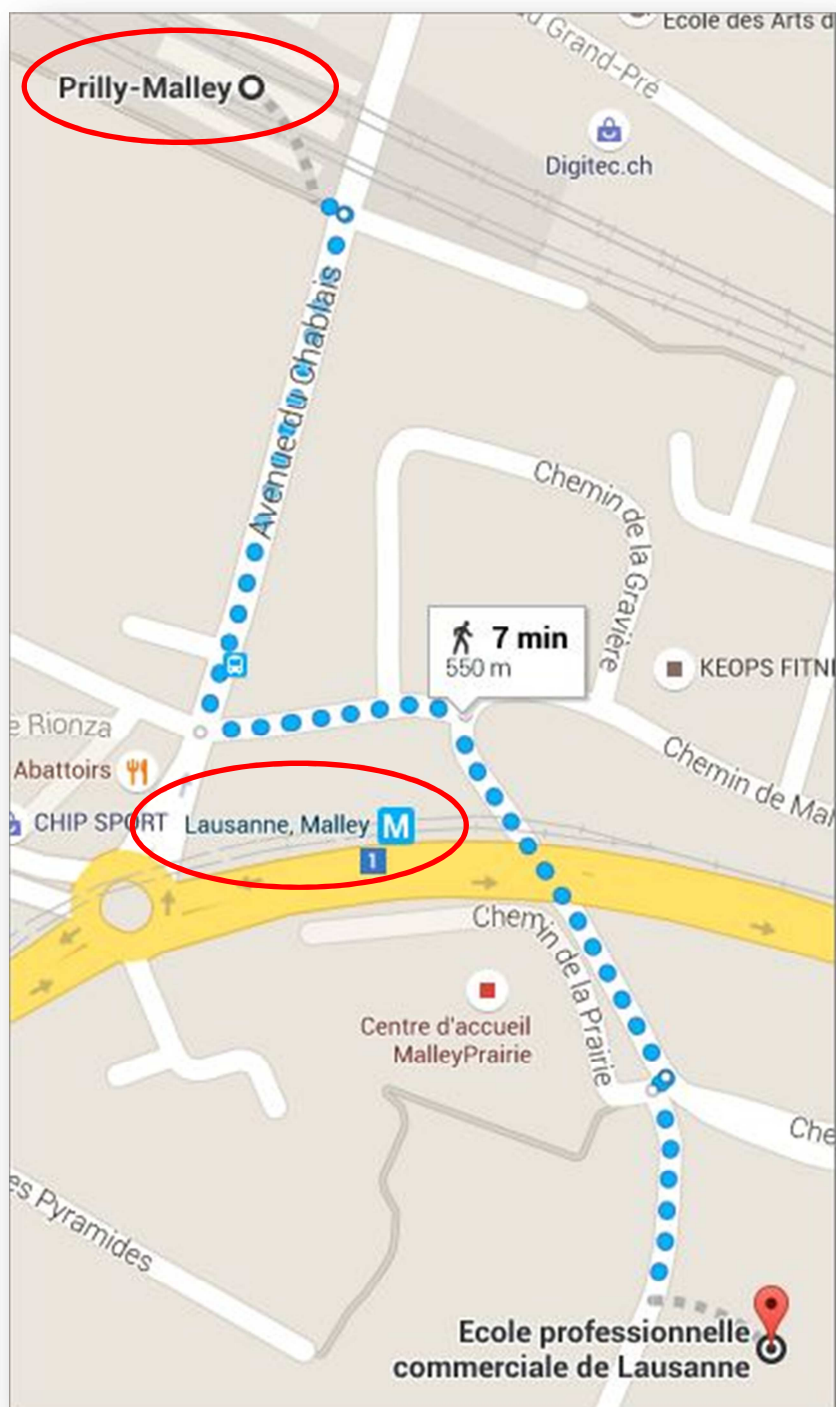 Ecole des Arts d
u Grand-Pré
Prilly-Malley
Digitec.ch
Avenue du Chablais
Chemin de la Gravière
7 min
550 m
KEOPS FITNE
e Rionza
Chemin de Mal
Abattoirs
CHIP SPORT
Lausanne, Malley M
1
Chemin de la Prairie
Centre d'accueil
MalleyPrairie
Che
es Pyramides
Ecole professionnelle
commerciale de Lausanne